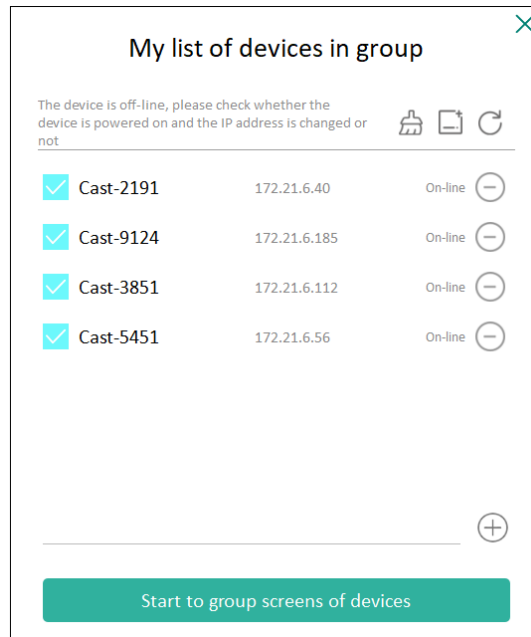 My list of devices in group
The device is off-line, please check whether the
device is powered on and the IP address is changed or
not
Cast-2191 172.21.6.40 On-line
Cast-9124 172.21.6.185 On-line
Cast-3851 172.21.6.112 On-line
Cast-5451 172.21.6.56 On-line
Start to group screens of devices